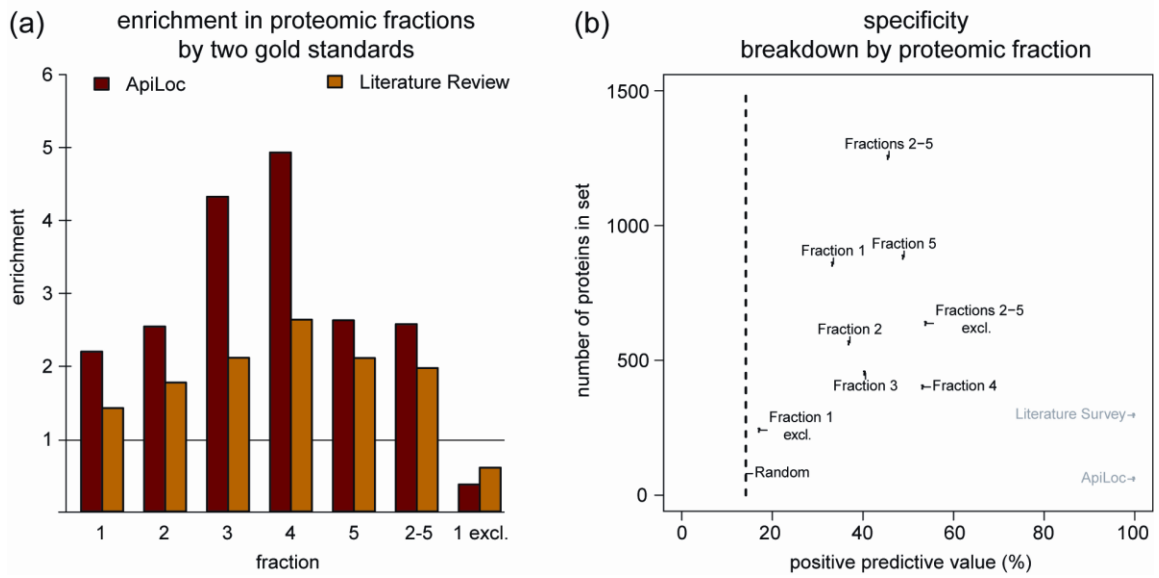 (a)
enrichment in proteomic fractions
by two gold standards
ApiLoc
Literature Review
6
5
4
3
2
1
enrichment
1 2 3 4 5 2-5 1 excl.
fraction
(b)
specificity
breakdown by proteomic fraction
1500
1000
500
0
number of proteins in set
Fractions 2−5
Fraction 1
Fraction 5
Fractions 2−5
excl.
Fraction 2
Fraction 3
Fraction 4
Fraction 1
excl.
Literature Survey
Random
ApiLoc
0 20 40 60 80 100
positive predictive value (%)